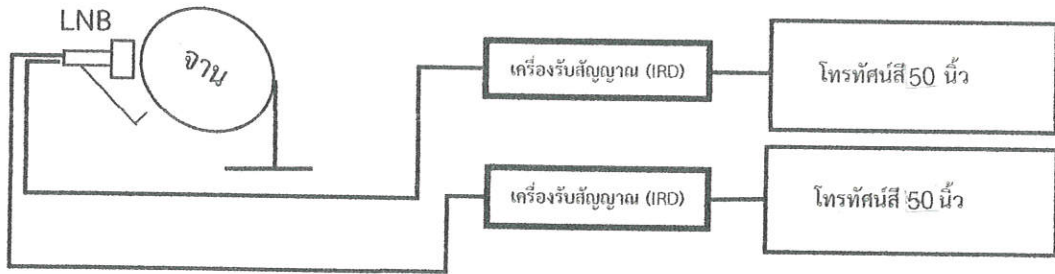 LNB
จาน
เครื่องรับสัญญาณ (IRD)
โทรทัศน์สี 50 นิ้ว
เครื่องรับสัญญาณ (IRD)
โทรทัศน์สี 50 นิ้ว